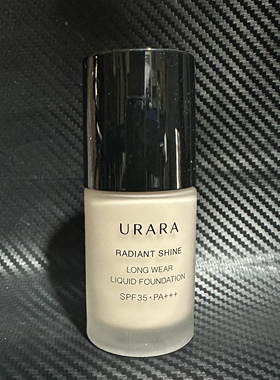 URARA
RADIANT SHINE
LONG WEAR
LIQUID FOUNDATION
SPF35・PA+++